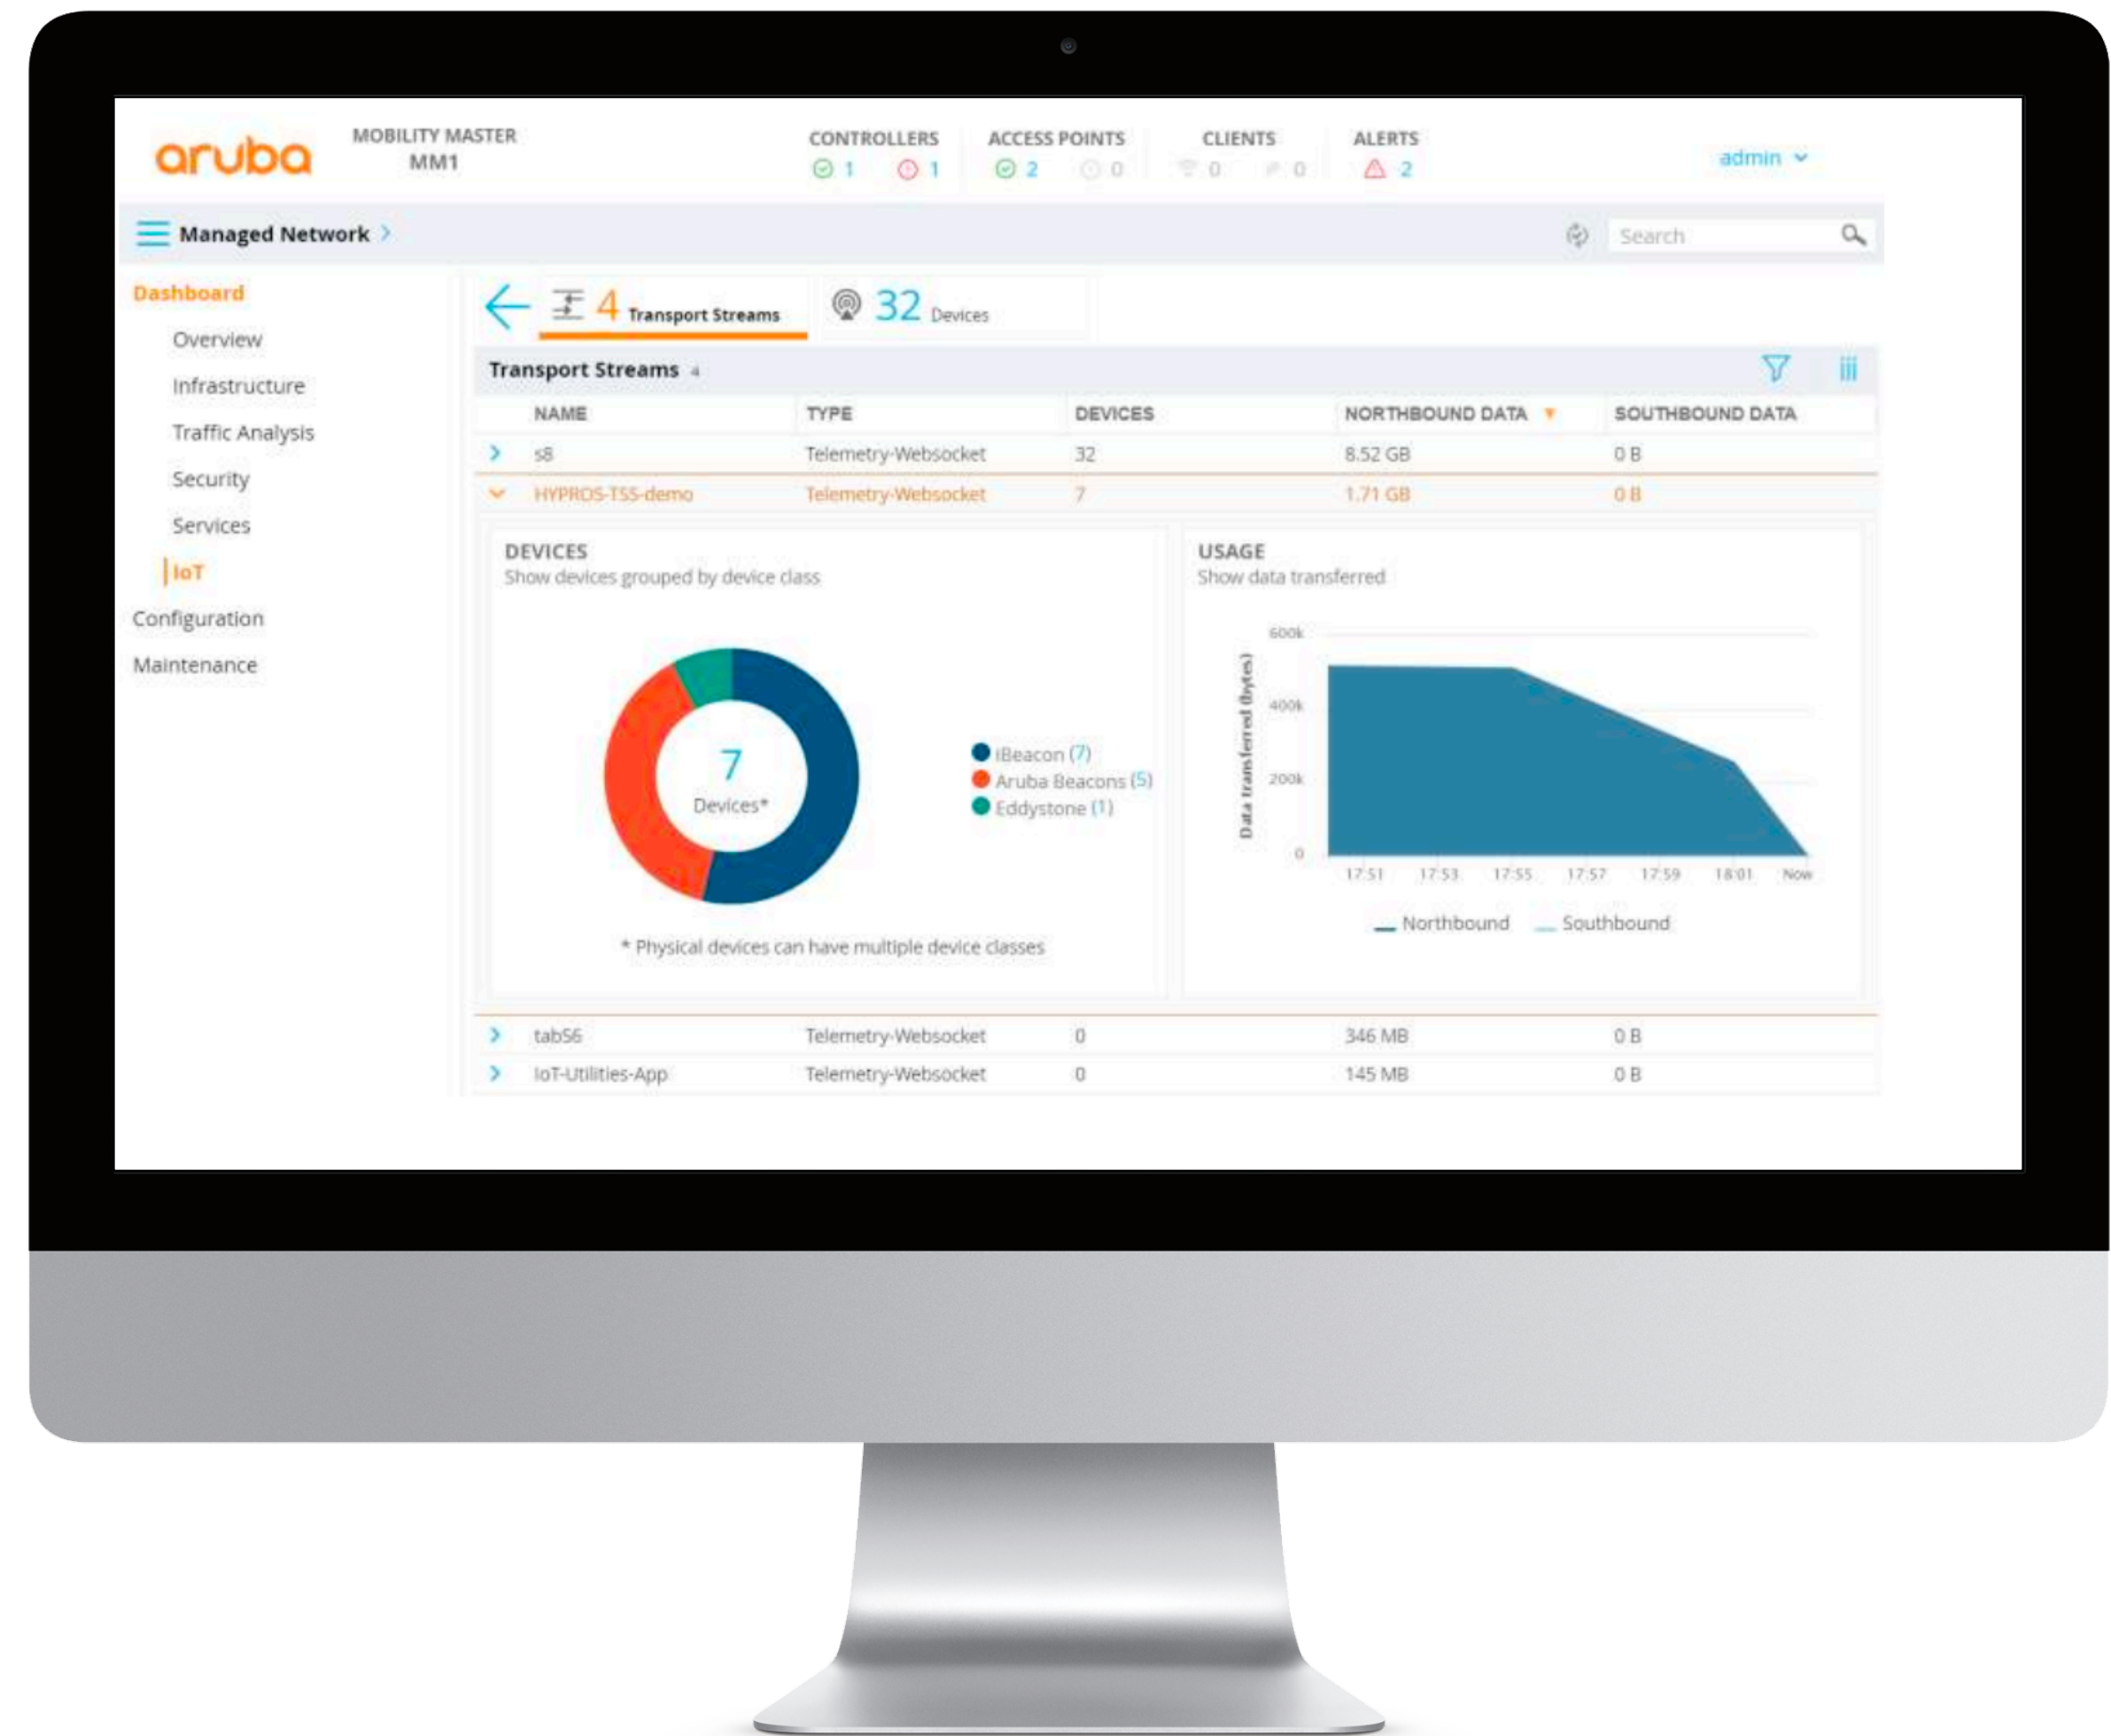 aruba
MOBILITY MASTER
MM1
CONTROLLERS
1 1
ACCESS POINTS
2 0
CLIENTS
0 0
ALERTS
2
admin
Managed Network
Search
Dashboard
Overview
Infrastructure
Traffic Analysis
Security
Services
IoT
Configuration
Maintenance
4 Transport Streams
32 Devices
Transport Streams 4
NAME TYPE DEVICES NORTHBOUND DATA SOUTHBOUND DATA
s8 Telemetry-Websocket 32 8.52 GB 0 B
HYPROS-TSS-demo Telemetry-Websocket 7 1.71 GB 0 B
DEVICES
Show devices grouped by device class
7
Devices*
iBeacon (7)
Aruba Beacons (5)
Eddystone (1)
* Physical devices can have multiple device classes
USAGE
Show data transferred
Data transferred (bytes)
600k
400k
200k
0
17:51 17:53 17:55 17:57 17:59 18:01 Now
Northbound Southbound
tab56 Telemetry-Websocket 0 346 MB 0 B
IoT-Utilities-App Telemetry-Websocket 0 145 MB 0 B